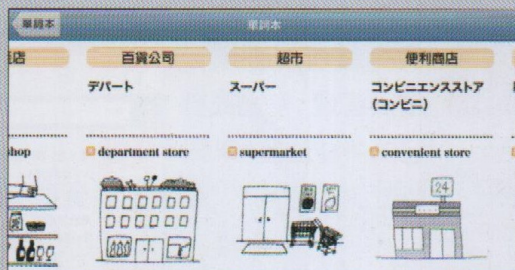 單詞本
單詞本
店
百貨公司
超市
便利商店
デパート
スーパー
コンビニエンスストア
(コンビニ)
hop
department store
supermarket
convenient store
24